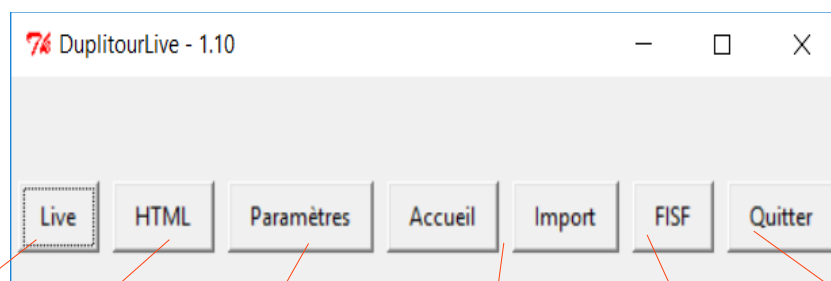 DuplitourLive - 1.10
Live HTML Paramètres Accueil Import FISF Quitter